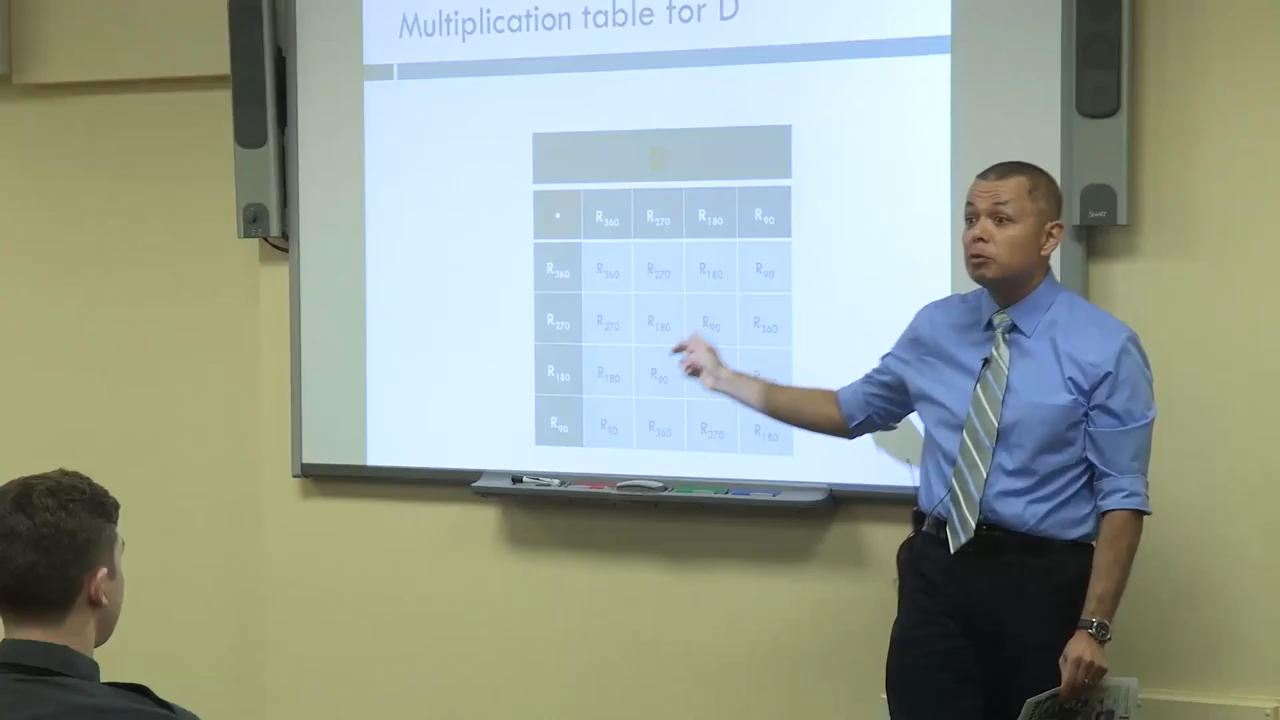 Multiplication table for D
D
• R360 R270 R180 R90
R360 R360 R270 R180 R90
R270 R270 R180 R90 R360
R180 R180 R90
R90 R90 R360 R270 R180